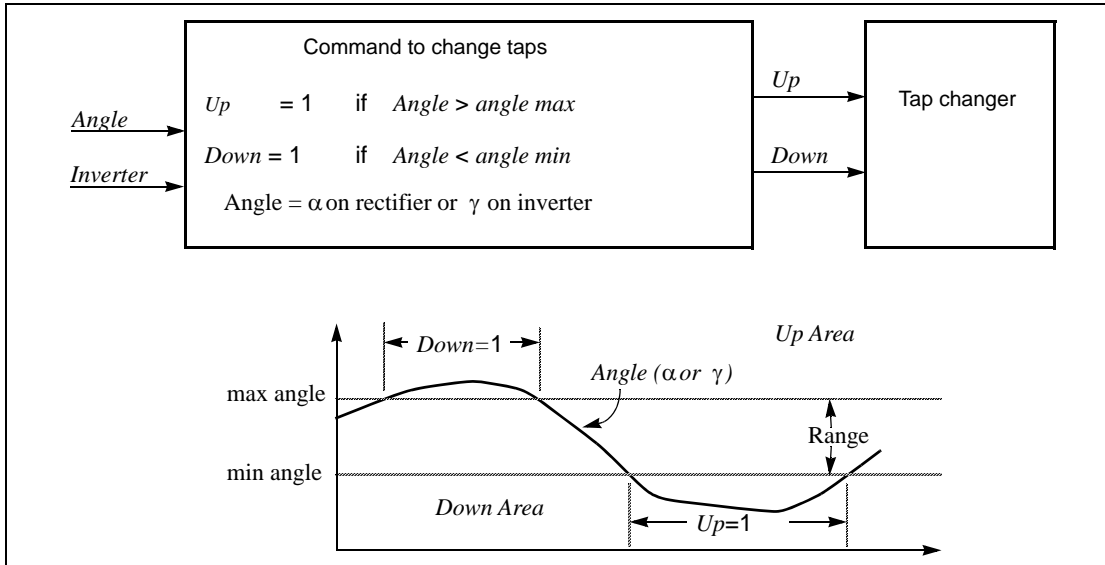 Command to change taps
Up = 1 if Angle > angle max
Down = 1 if Angle < angle min
Angle = α on rectifier or γ on inverter
Angle
Inverter
Up
Down
Tap changer
Down=1
Up Area
Angle (α or γ)
max angle
Range
min angle
Down Area
Up=1